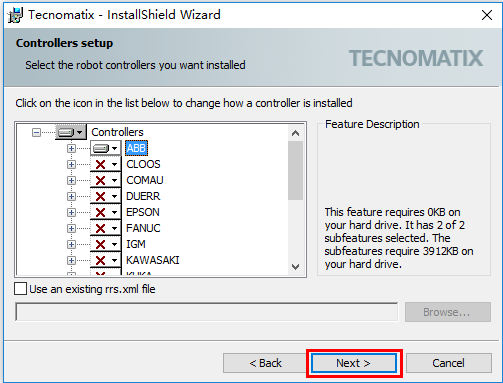 Tecnomatix - InstallShield Wizard
Controllers setup
Select the robot controllers you want installed
TECNOMATIX
Click on the icon in the list below to change how a controller is installed
Controllers
ABB
CLOOS
COMAU
DUERR
EPSON
FANUC
IGM
KAWASAKI
KUKA
Feature Description
This feature requires 0KB on
your hard drive. It has 2 of 2
subfeatures selected. The
subfeatures require 3912KB on
your hard drive.
Use an existing rrs.xml file
Browse...
< Back
Next >
Cancel